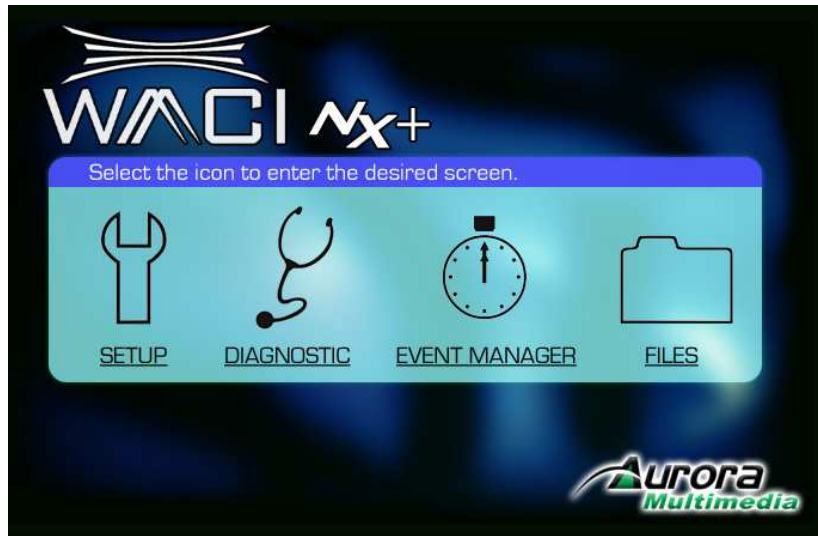 WACI NX+
Select the icon to enter the desired screen.
SETUP DIAGNOSTIC EVENT MANAGER FILES
Aurora
Multimedia